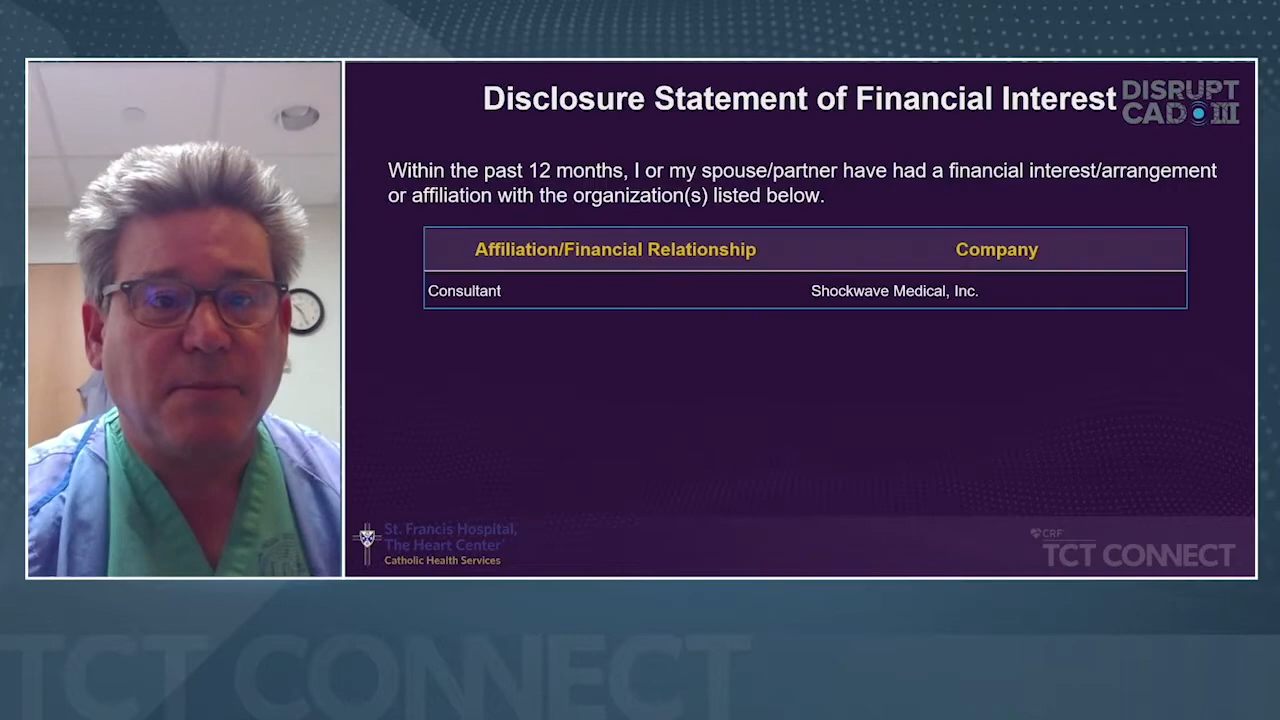 Disclosure Statement of Financial Interest
DISRUPT
CAD III
Within the past 12 months, I or my spouse/partner have had a financial interest/arrangement
or affiliation with the organization(s) listed below.
Affiliation/Financial Relationship Company
Consultant Shockwave Medical, Inc.
St. Francis Hospital,
The Heart Center
Catholic Health Services
CRF
TCT CONNECT
TCT CONNECT